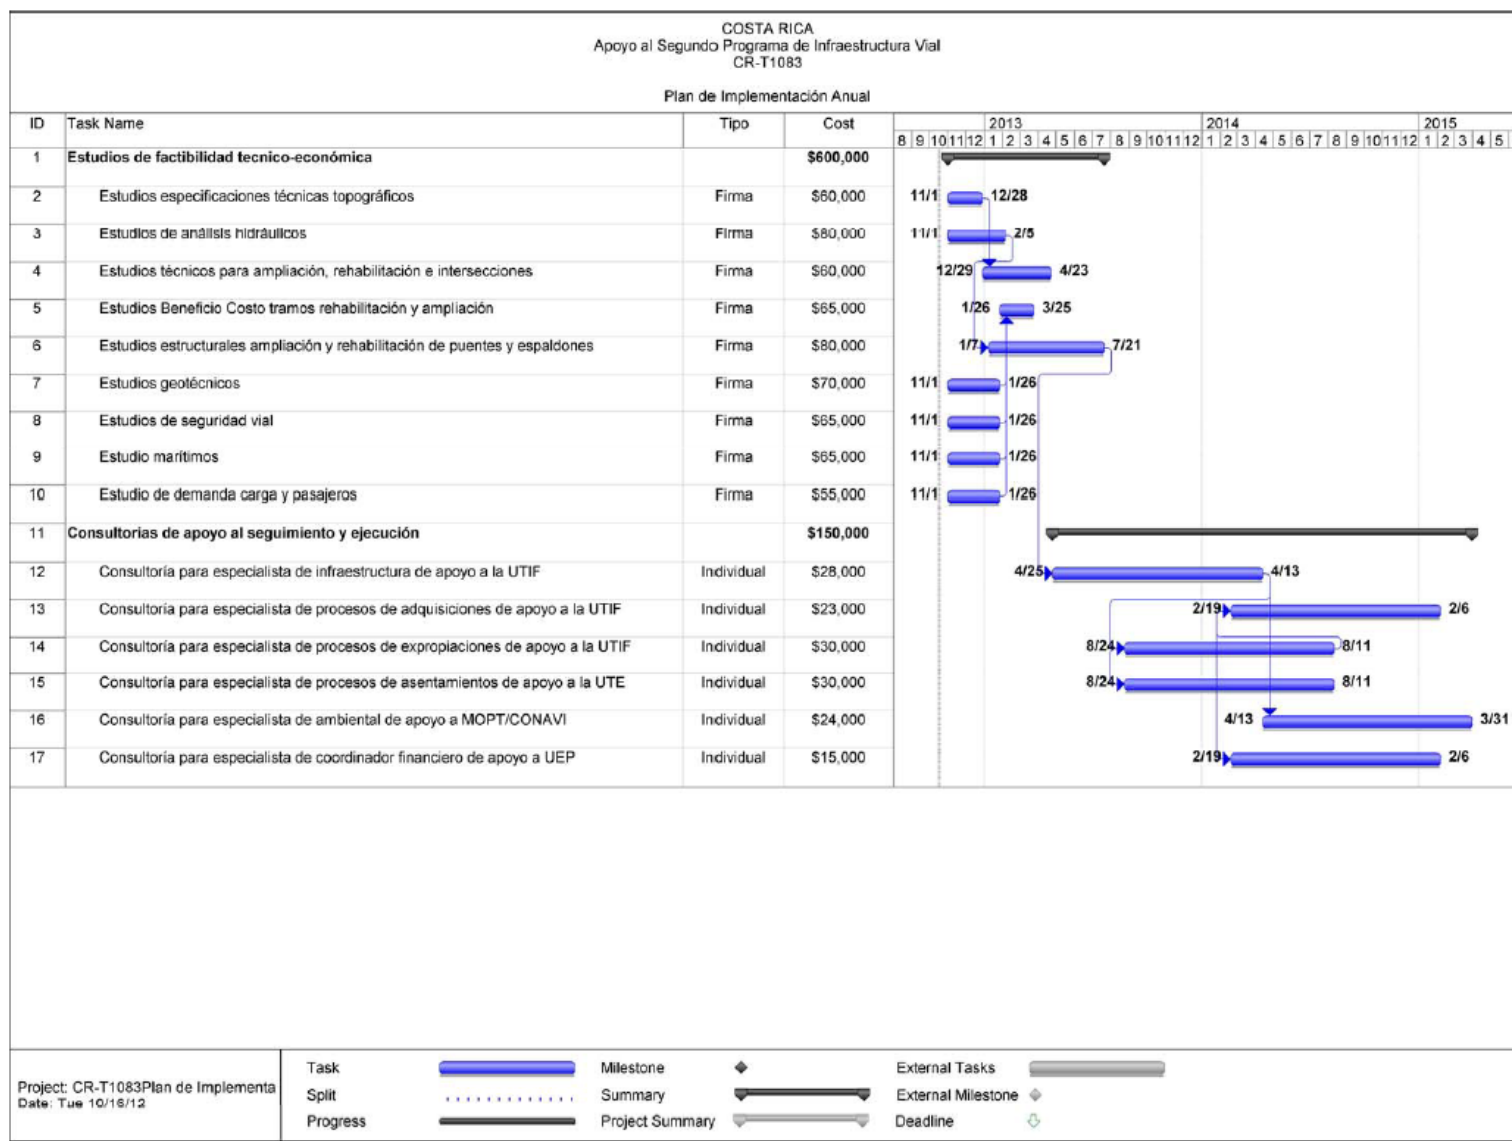 COSTA RICA
Apoyo al Segundo Programa de Infraestructura Vial
CR-T1083
Plan de Implementación Anual
ID Task Name Tipo Cost 2013 2014 2015
8 9 10 11 12 1 2 3 4 5 6 7 8 9 10 11 12 1 2 3 4 5 6 7 8 9 10 11 12 1 2 3 4 5
1 Estudios de factibilidad tecnico-económica $600,000
2 Estudios especificaciones técnicas topográficos Firma $60,000 11/1 12/28
3 Estudios de análisis hidráulicos Firma $80,000 11/1 2/5
4 Estudios técnicos para ampliación, rehabilitación e intersecciones Firma $60,000 12/29 4/23
5 Estudios Beneficio Costo tramos rehabilitación y ampliación Firma $65,000 1/26 3/25
6 Estudios estructurales ampliación y rehabilitación de puentes y espaldones Firma $80,000 1/7 7/21
7 Estudios geotécnicos Firma $70,000 11/1 1/26
8 Estudios de seguridad vial Firma $65,000 11/1 1/26
9 Estudio marítimos Firma $65,000 11/1 1/26
10 Estudio de demanda carga y pasajeros Firma $55,000 11/1 1/26
11 Consultorias de apoyo al seguimiento y ejecución $150,000
12 Consultoría para especialista de infraestructura de apoyo a la UTIF Individual $28,000 4/25 4/13
13 Consultoría para especialista de procesos de adquisiciones de apoyo a la UTIF Individual $23,000 2/19 2/6
14 Consultoría para especialista de procesos de expropiaciones de apoyo a la UTIF Individual $30,000 8/24 8/11
15 Consultoría para especialista de procesos de asentamientos de apoyo a la UTE Individual $30,000 8/24 8/11
16 Consultoría para especialista de ambiental de apoyo a MOPT/CONAVI Individual $24,000 4/13 3/31
17 Consultoría para especialista de coordinador financiero de apoyo a UEP Individual $15,000 2/19 2/6
Project: CR-T1083Plan de Implementa
Date: Tue 10/16/12
Task Milestone External Tasks
Split Summary External Milestone
Progress Project Summary Deadline